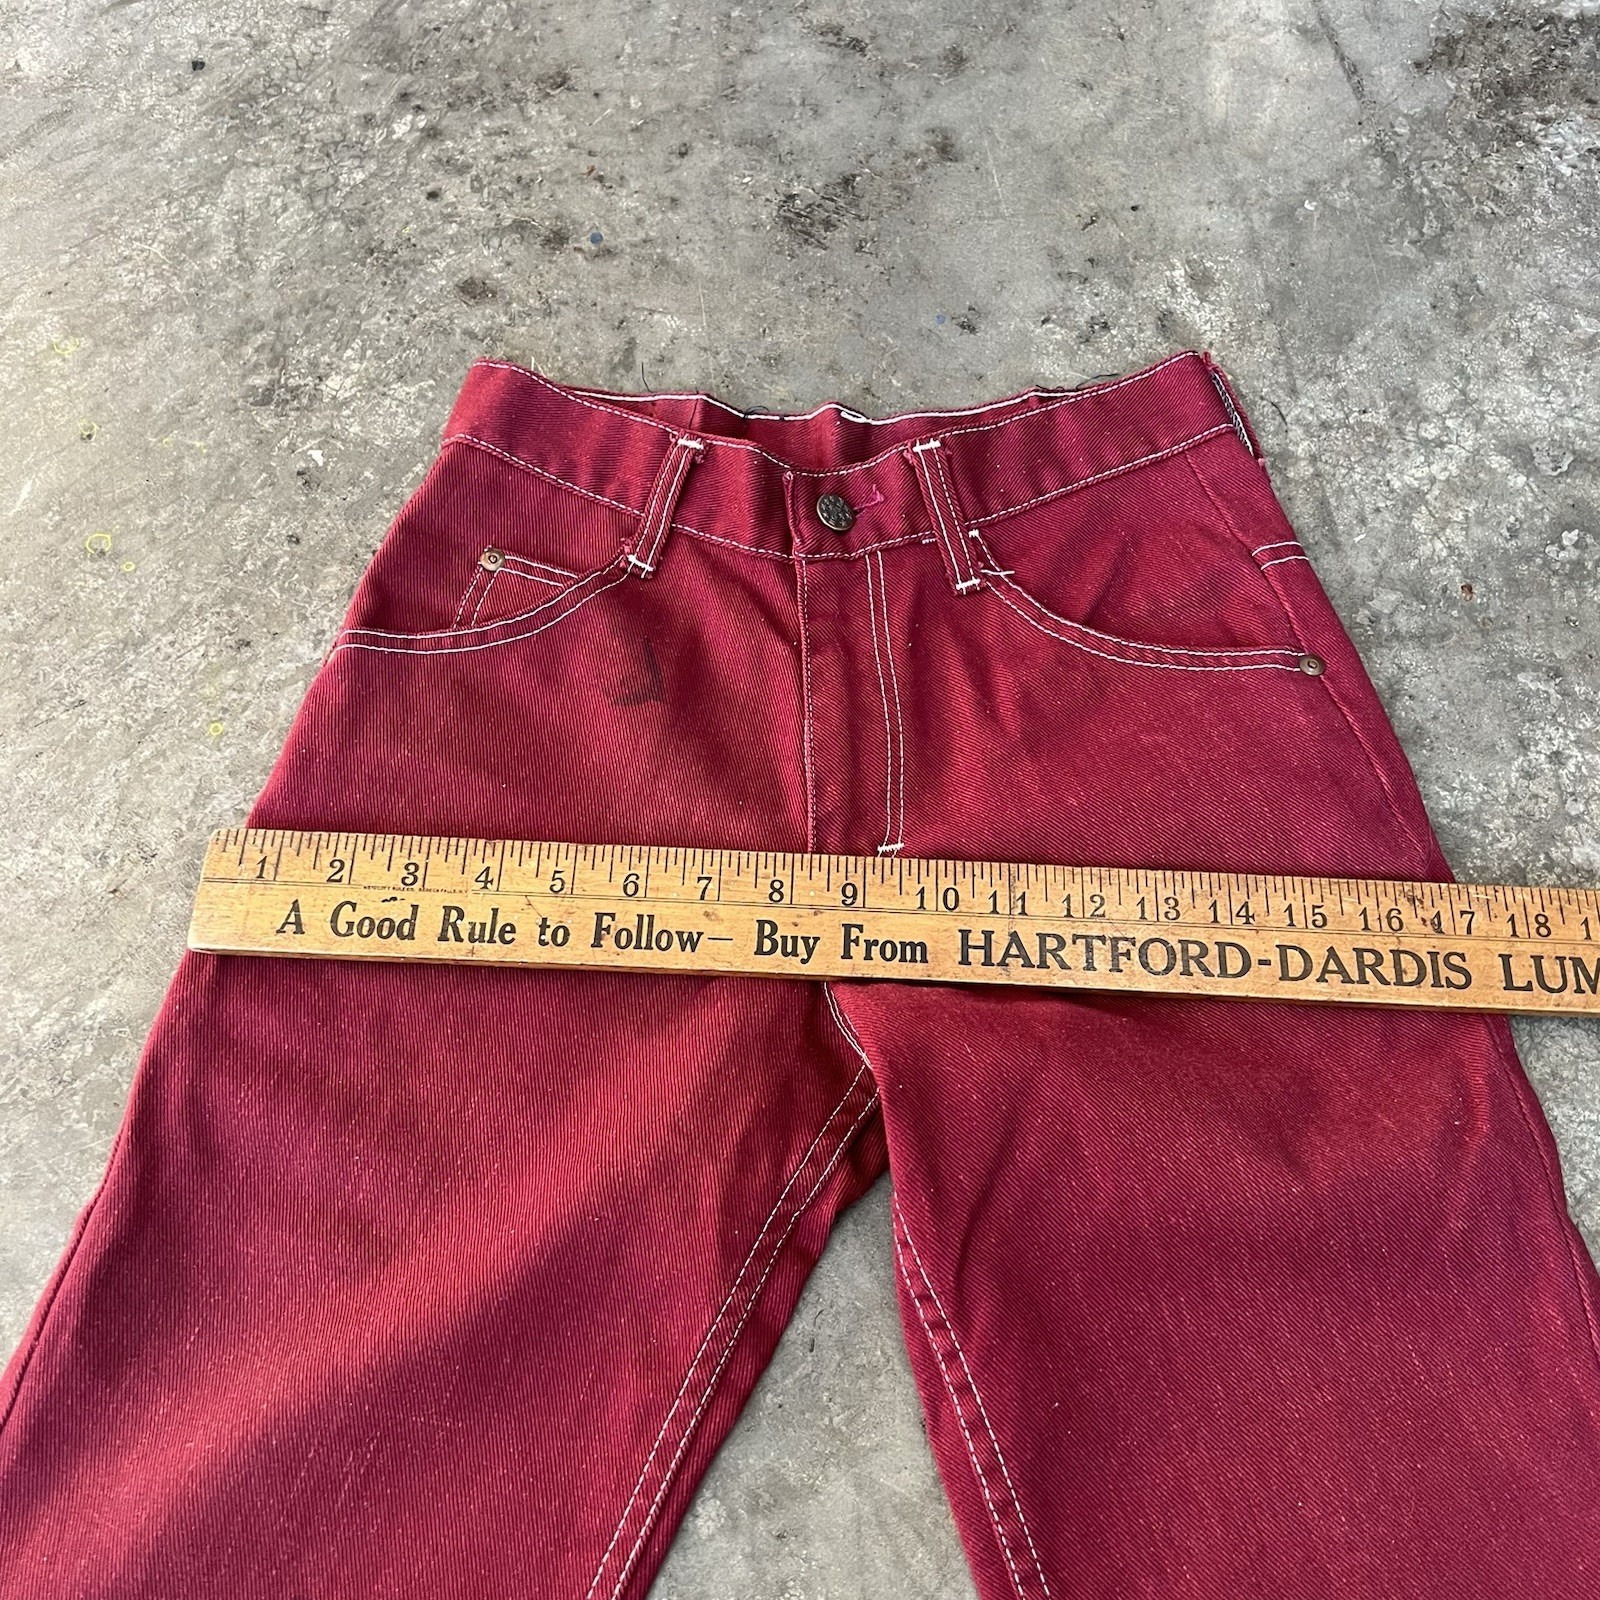 1 2 3 4 5 6 7 8 9 10 11 12 13 14 15 16 17 18 1
A Good Rule to Follow— Buy From HARTFORD-DARDIS LUM